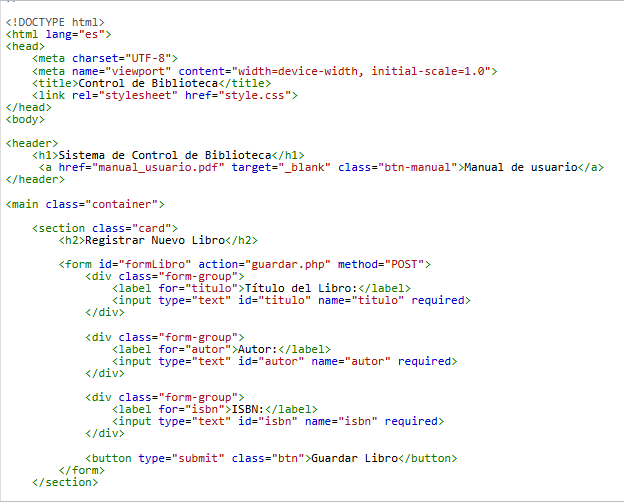 <!DOCTYPE html>
<html lang="es">
<head>
<meta charset="UTF-8">
<meta name="viewport" content="width=device-width, initial-scale=1.0">
<title>Control de Biblioteca</title>
<link rel="stylesheet" href="style.css">
</head>
<body>
<header>
<h1>Sistema de Control de Biblioteca</h1>
<a href="manual_usuario.pdf" target="_blank" class="btn-manual">Manual de usuario</a>
</header>
<main class="container">
<section class="card">
<h2>Registrar Nuevo Libro</h2>
<form id="formLibro" action="guardar.php" method="POST">
<div class="form-group">
<label for="titulo">Título del Libro:</label>
<input type="text" id="titulo" name="titulo" required>
</div>
<div class="form-group">
<label for="autor">Autor:</label>
<input type="text" id="autor" name="autor" required>
</div>
<div class="form-group">
<label for="isbn">ISBN:</label>
<input type="text" id="isbn" name="isbn" required>
</div>
<button type="submit" class="btn">Guardar Libro</button>
</form>
</section>